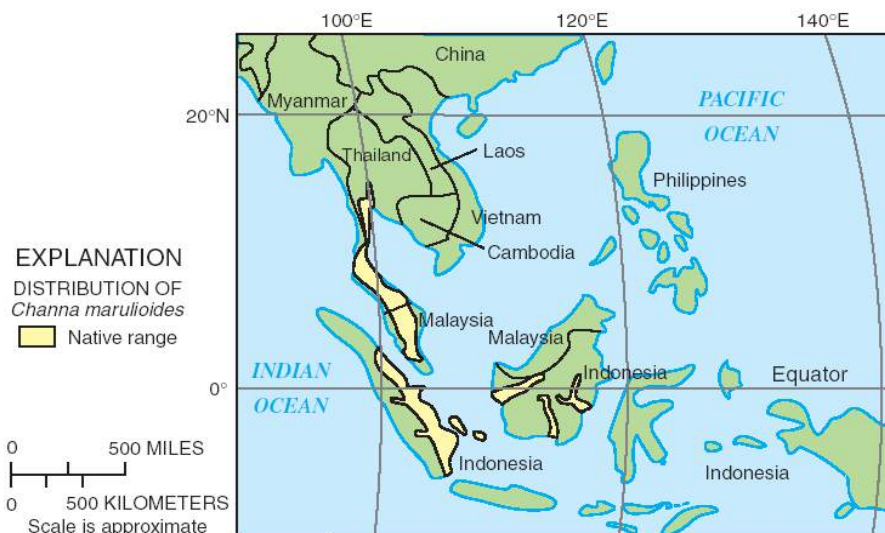 100°E 120°E 140°E
China
Myanmar
20°N
PACIFIC
OCEAN
Thailand
Laos
Philippines
Vietnam
Cambodia
EXPLANATION
DISTRIBUTION OF
Channa marulioides
Native range
Malaysia
Malaysia
INDIAN
OCEAN
Indonesia
Equator
0°
0 500 MILES
0 500 KILOMETERS
Scale is approximate
Indonesia
Indonesia